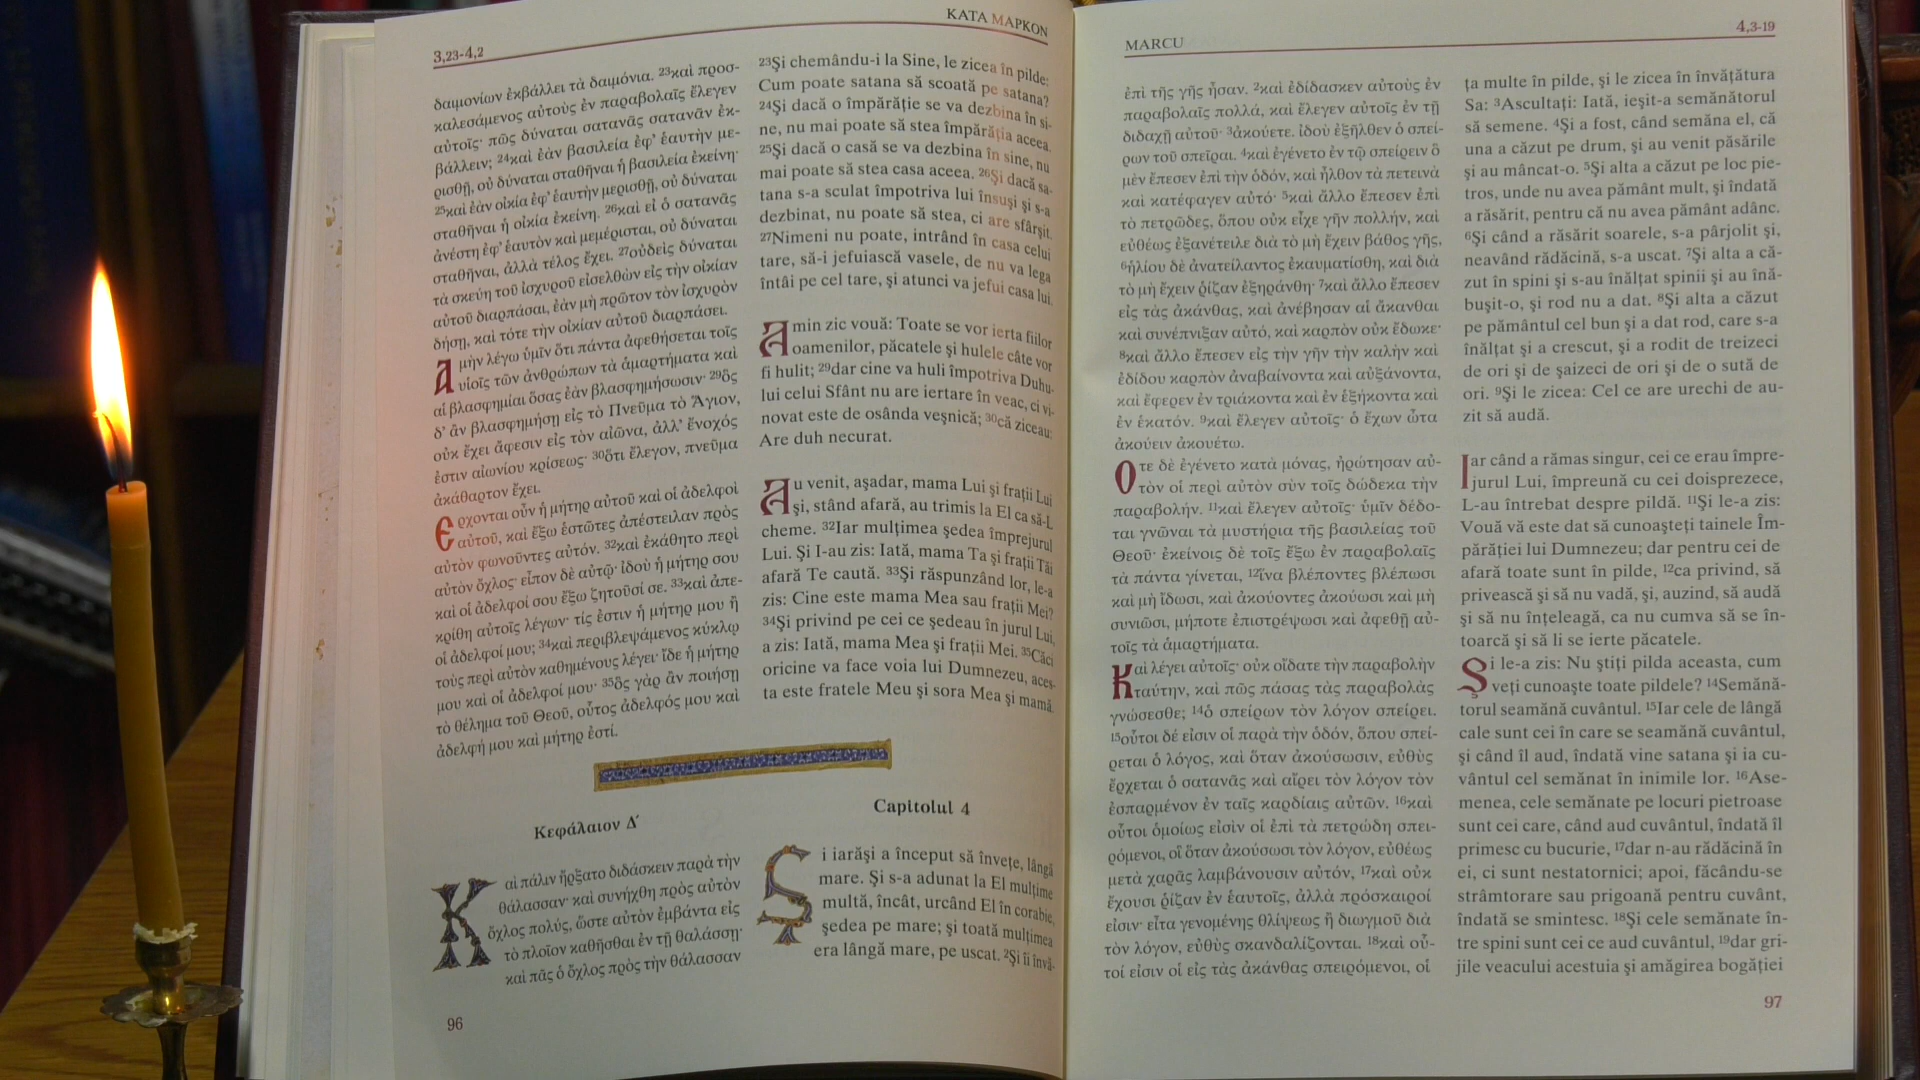 3,23-4,2
ΚΑΤΑ ΜΑΡΚΟΝ
δαιμονίων ἐκβάλλει τὰ δαιμόνια. 23καὶ προσ-
καλεσάμενος αὐτοὺς ἐν παραβολαῖς ἔλεγεν
αὐτοῖς· πῶς δύναται σατανᾶς σατανᾶν ἐκ-
βάλλειν; 24καὶ ἐὰν βασιλεία ἐφ' ἑαυτὴν με-
ρισθῇ, οὐ δύναται σταθῆναι ἡ βασιλεία ἐκείνη·
25καὶ ἐὰν οἰκία ἐφ' ἑαυτὴν μερισθῇ, οὐ δύναται
σταθῆναι ἡ οἰκία ἐκείνη. 26καὶ εἰ ὁ σατανᾶς
ἀνέστη ἐφ' ἑαυτὸν καὶ μεμέρισται, οὐ δύναται
σταθῆναι, ἀλλὰ τέλος ἔχει. 27οὐδεὶς δύναται
τὰ σκεύη τοῦ ἰσχυροῦ εἰσελθὼν εἰς τὴν οἰκίαν
αὐτοῦ διαρπάσαι, ἐὰν μὴ πρῶτον τὸν ἰσχυρὸν
δήσῃ, καὶ τότε τὴν οἰκίαν αὐτοῦ διαρπάσει.
Ἀμὴν λέγω ὑμῖν ὅτι πάντα ἀφεθήσεται τοῖς
υἱοῖς τῶν ἀνθρώπων τὰ ἁμαρτήματα καὶ
αἱ βλασφημίαι ὅσας ἐὰν βλασφημήσωσιν· 29ὃς
δ' ἂν βλασφημήσῃ εἰς τὸ Πνεῦμα τὸ Ἅγιον,
οὐκ ἔχει ἄφεσιν εἰς τὸν αἰῶνα, ἀλλ' ἔνοχός
ἐστιν αἰωνίου κρίσεως· 30ὅτι ἔλεγον, πνεῦμα
ἀκάθαρτον ἔχει.
Ἔρχονται οὖν ἡ μήτηρ αὐτοῦ καὶ οἱ ἀδελφοὶ
αὐτοῦ, καὶ ἔξω ἑστῶτες ἀπέστειλαν πρὸς
αὐτὸν φωνοῦντες αὐτόν. 32καὶ ἐκάθητο περὶ
αὐτὸν ὄχλος· εἶπον δὲ αὐτῷ· ἰδοὺ ἡ μήτηρ σου
καὶ οἱ ἀδελφοί σου ἔξω ζητοῦσί σε. 33καὶ ἀπε-
κρίθη αὐτοῖς λέγων· τίς ἐστιν ἡ μήτηρ μου ἢ
οἱ ἀδελφοί μου; 34καὶ περιβλεψάμενος κύκλῳ
τοὺς περὶ αὐτὸν καθημένους λέγει· ἴδε ἡ μήτηρ
μου καὶ οἱ ἀδελφοί μου· 35ὃς γὰρ ἂν ποιήσῃ
τὸ θέλημα τοῦ Θεοῦ, οὗτος ἀδελφός μου καὶ
ἀδελφή μου καὶ μήτηρ ἐστί.
23Şi chemându-i la Sine, le zicea în pilde:
Cum poate satana să scoată pe satana?
24Şi dacă o împărăţie se va dezbina în si-
ne, nu mai poate să stea împărăţia aceea.
25Şi dacă o casă se va dezbina în sine, nu
mai poate să stea casa aceea. 26Şi dacă sa-
tana s-a sculat împotriva lui însuşi şi s-a
dezbinat, nu poate să stea, ci are sfârşit.
27Nimeni nu poate, intrând în casa celui
tare, să-i jefuiască vasele, de nu va lega
întâi pe cel tare, şi atunci va jefui casa lui.
Amin zic vouă: Toate se vor ierta fiilor
oamenilor, păcatele şi hulele câte vor
fi hulit; 29dar cine va huli împotriva Duhu-
lui celui Sfânt nu are iertare în veac, ci vi-
novat este de osânda veşnică; 30că ziceau:
Are duh necurat.
Au venit, aşadar, mama Lui şi fraţii Lui
şi, stând afară, au trimis la El ca să-L
cheme. 32Iar mulţimea şedea împrejurul
Lui. Şi I-au zis: Iată, mama Ta şi fraţii Tăi
afară Te caută. 33Şi răspunzând lor, le-a
zis: Cine este mama Mea sau fraţii Mei?
34Şi privind pe cei ce şedeau în jurul Lui,
a zis: Iată, mama Mea şi fraţii Mei. 35Căci
oricine va face voia lui Dumnezeu, aces-
ta este fratele Meu şi sora Mea şi mamă.
Κεφάλαιον Δ΄
Καὶ πάλιν ἤρξατο διδάσκειν παρὰ τὴν
θάλασσαν· καὶ συνήχθη πρὸς αὐτὸν
ὄχλος πολύς, ὥστε αὐτὸν ἐμβάντα εἰς
τὸ πλοῖον καθῆσθαι ἐν τῇ θαλάσσῃ·
καὶ πᾶς ὁ ὄχλος πρὸς τὴν θάλασσαν
Capitolul 4
Şi iarăşi a început să înveţe, lângă
mare. Şi s-a adunat la El mulţime
multă, încât, urcând El în corabie,
şedea pe mare; şi toată mulţimea
era lângă mare, pe uscat. 2Şi îi învă-
96
MARCU
4,3-19
ἐπὶ τῆς γῆς ἦσαν. 2καὶ ἐδίδασκεν αὐτοὺς ἐν
παραβολαῖς πολλά, καὶ ἔλεγεν αὐτοῖς ἐν τῇ
διδαχῇ αὐτοῦ· 3ἀκούετε. ἰδοὺ ἐξῆλθεν ὁ σπεί-
ρων τοῦ σπεῖραι. 4καὶ ἐγένετο ἐν τῷ σπείρειν ὃ
μὲν ἔπεσεν ἐπὶ τὴν ὁδόν, καὶ ἦλθον τὰ πετεινὰ
καὶ κατέφαγεν αὐτό· 5καὶ ἄλλο ἔπεσεν ἐπὶ
τὸ πετρῶδες, ὅπου οὐκ εἶχε γῆν πολλήν, καὶ
εὐθέως ἐξανέτειλε διὰ τὸ μὴ ἔχειν βάθος γῆς,
6ἡλίου δὲ ἀνατείλαντος ἐκαυματίσθη, καὶ διὰ
τὸ μὴ ἔχειν ῥίζαν ἐξηράνθη· 7καὶ ἄλλο ἔπεσεν
εἰς τὰς ἀκάνθας, καὶ ἀνέβησαν αἱ ἄκανθαι
καὶ συνέπνιξαν αὐτό, καὶ καρπὸν οὐκ ἔδωκε·
8καὶ ἄλλο ἔπεσεν εἰς τὴν γῆν τὴν καλὴν καὶ
ἐδίδου καρπὸν ἀναβαίνοντα καὶ αὐξάνοντα,
καὶ ἔφερεν ἐν τριάκοντα καὶ ἐν ἑξήκοντα καὶ
ἐν ἑκατόν. 9καὶ ἔλεγεν αὐτοῖς· ὁ ἔχων ὦτα
ἀκούειν ἀκουέτω.
Ὅτε δὲ ἐγένετο κατὰ μόνας, ἠρώτησαν αὐ-
τὸν οἱ περὶ αὐτὸν σὺν τοῖς δώδεκα τὴν
παραβολήν. 11καὶ ἔλεγεν αὐτοῖς· ὑμῖν δέδο-
ται γνῶναι τὰ μυστήρια τῆς βασιλείας τοῦ
Θεοῦ· ἐκείνοις δὲ τοῖς ἔξω ἐν παραβολαῖς
τὰ πάντα γίνεται, 12ἵνα βλέποντες βλέπωσι
καὶ μὴ ἴδωσι, καὶ ἀκούοντες ἀκούωσι καὶ μὴ
συνιῶσι, μήποτε ἐπιστρέψωσι καὶ ἀφεθῇ αὐ-
τοῖς τὰ ἁμαρτήματα.
Καὶ λέγει αὐτοῖς· οὐκ οἴδατε τὴν παραβολὴν
ταύτην, καὶ πῶς πάσας τὰς παραβολὰς
γνώσεσθε; 14ὁ σπείρων τὸν λόγον σπείρει.
15οὗτοι δέ εἰσιν οἱ παρὰ τὴν ὁδόν, ὅπου σπεί-
ρεται ὁ λόγος, καὶ ὅταν ἀκούσωσιν, εὐθὺς
ἔρχεται ὁ σατανᾶς καὶ αἴρει τὸν λόγον τὸν
ἐσπαρμένον ἐν ταῖς καρδίαις αὐτῶν. 16καὶ
οὗτοι ὁμοίως εἰσὶν οἱ ἐπὶ τὰ πετρώδη σπει-
ρόμενοι, οἳ ὅταν ἀκούσωσι τὸν λόγον, εὐθέως
μετὰ χαρᾶς λαμβάνουσιν αὐτόν, 17καὶ οὐκ
ἔχουσι ῥίζαν ἐν ἑαυτοῖς, ἀλλὰ πρόσκαιροί
εἰσιν· εἶτα γενομένης θλίψεως ἢ διωγμοῦ διὰ
τὸν λόγον, εὐθὺς σκανδαλίζονται. 18καὶ οὗ-
τοί εἰσιν οἱ εἰς τὰς ἀκάνθας σπειρόμενοι, οἱ
ţa multe în pilde, şi le zicea în învăţătura
Sa: 3Ascultaţi: Iată, ieşit-a semănătorul
să semene. 4Şi a fost, când semăna el, că
una a căzut pe drum, şi au venit păsările
şi au mâncat-o. 5Şi alta a căzut pe loc pie-
tros, unde nu avea pământ mult, şi îndată
a răsărit, pentru că nu avea pământ adânc.
6Şi când a răsărit soarele, s-a pârjolit şi,
neavând rădăcină, s-a uscat. 7Şi alta a că-
zut în spini şi s-au înălţat spinii şi au înă-
buşit-o, şi rod nu a dat. 8Şi alta a căzut
pe pământul cel bun şi a dat rod, care s-a
înălţat şi a crescut, şi a rodit de treizeci
de ori şi de şaizeci de ori şi de o sută de
ori. 9Şi le zicea: Cel ce are urechi de au-
zit să audă.
Iar când a rămas singur, cei ce erau împre-
jurul Lui, împreună cu cei doisprezece,
L-au întrebat despre pildă. 11Şi le-a zis:
Vouă vă este dat să cunoaşteţi tainele Îm-
părăţiei lui Dumnezeu; dar pentru cei de
afară toate sunt în pilde, 12ca privind, să
privească şi să nu vadă, şi, auzind, să audă
şi să nu înţeleagă, ca nu cumva să se în-
toarcă şi să li se ierte păcatele.
Şi le-a zis: Nu ştiţi pilda aceasta, cum
veţi cunoaşte toate pildele? 14Semănă-
torul seamănă cuvântul. 15Iar cele de lângă
cale sunt cei în care se seamănă cuvântul,
şi când îl aud, îndată vine satana şi ia cu-
vântul cel semănat în inimile lor. 16Ase-
menea, cele semănate pe locuri pietroase
sunt cei care, când aud cuvântul, îndată îl
primesc cu bucurie, 17dar n-au rădăcină în
ei, ci sunt nestatornici; apoi, făcându-se
strâmtorare sau prigoană pentru cuvânt,
îndată se smintesc. 18Şi cele semănate în-
tre spini sunt cei ce aud cuvântul, 19dar gri-
jile veacului acestuia şi amăgirea bogăţiei
97